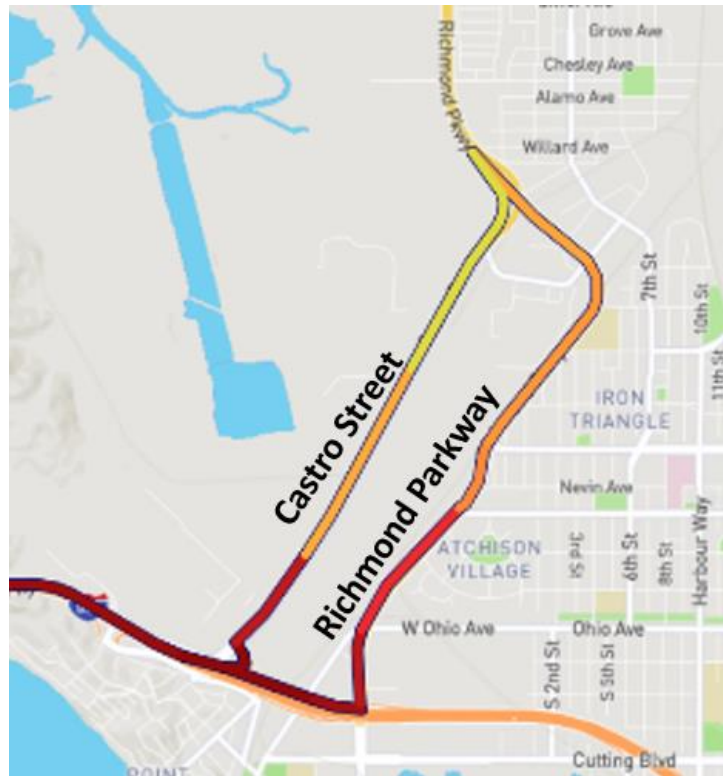 Grove Ave
Chesley Ave
Alamo Ave
Willard Ave
Richmond Pkwy
7th St
10th St
11th St
Castro Street
Richmond Parkway
IRON
TRIANGLE
Nevin Ave
ATCHISON
VILLAGE
3rd St
6th St
8th St
Harbour Way
W Ohio Ave
Ohio Ave
S 2nd St
S 5th St
Cutting Blvd
POINT